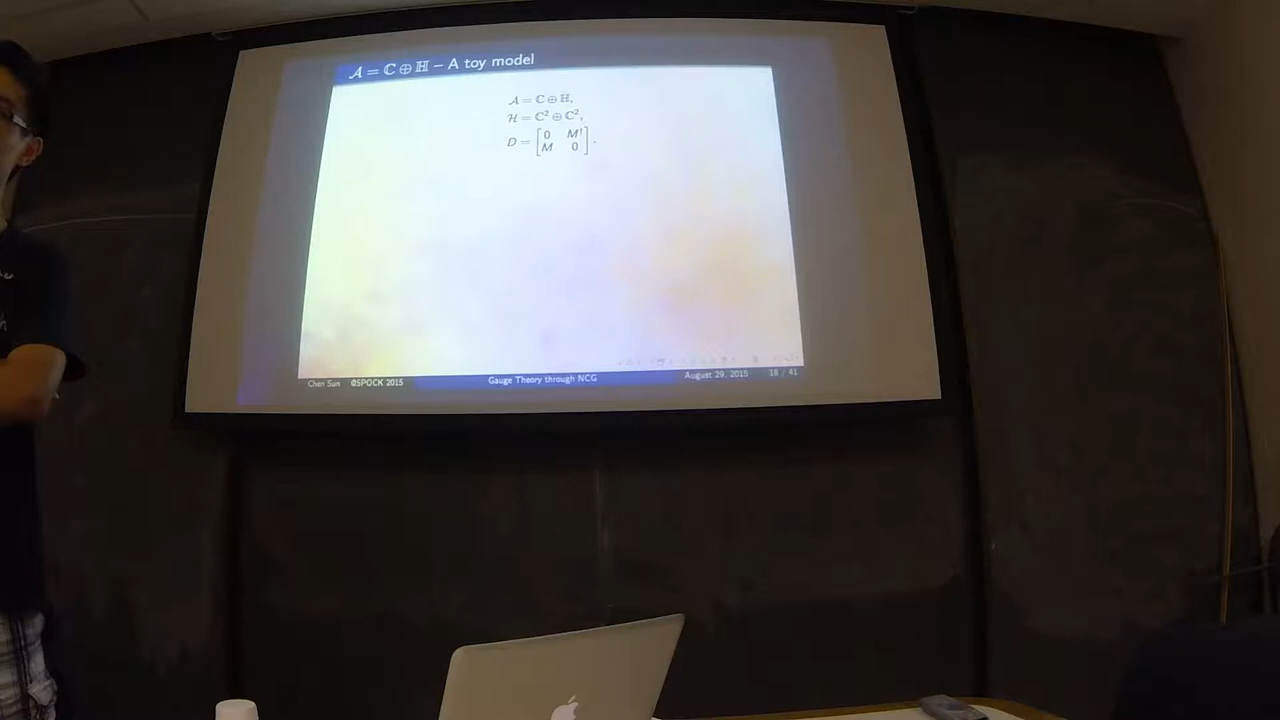 𝒜 = ℂ ⊕ ℍ – A toy model
𝒜 = ℂ ⊕ ℍ,
ℋ = ℂ² ⊕ ℂ²,
D = [0 M†
M 0].
Chen Sun @SPOCK 2015 Gauge Theory through NCG August 29, 2015 18 / 41